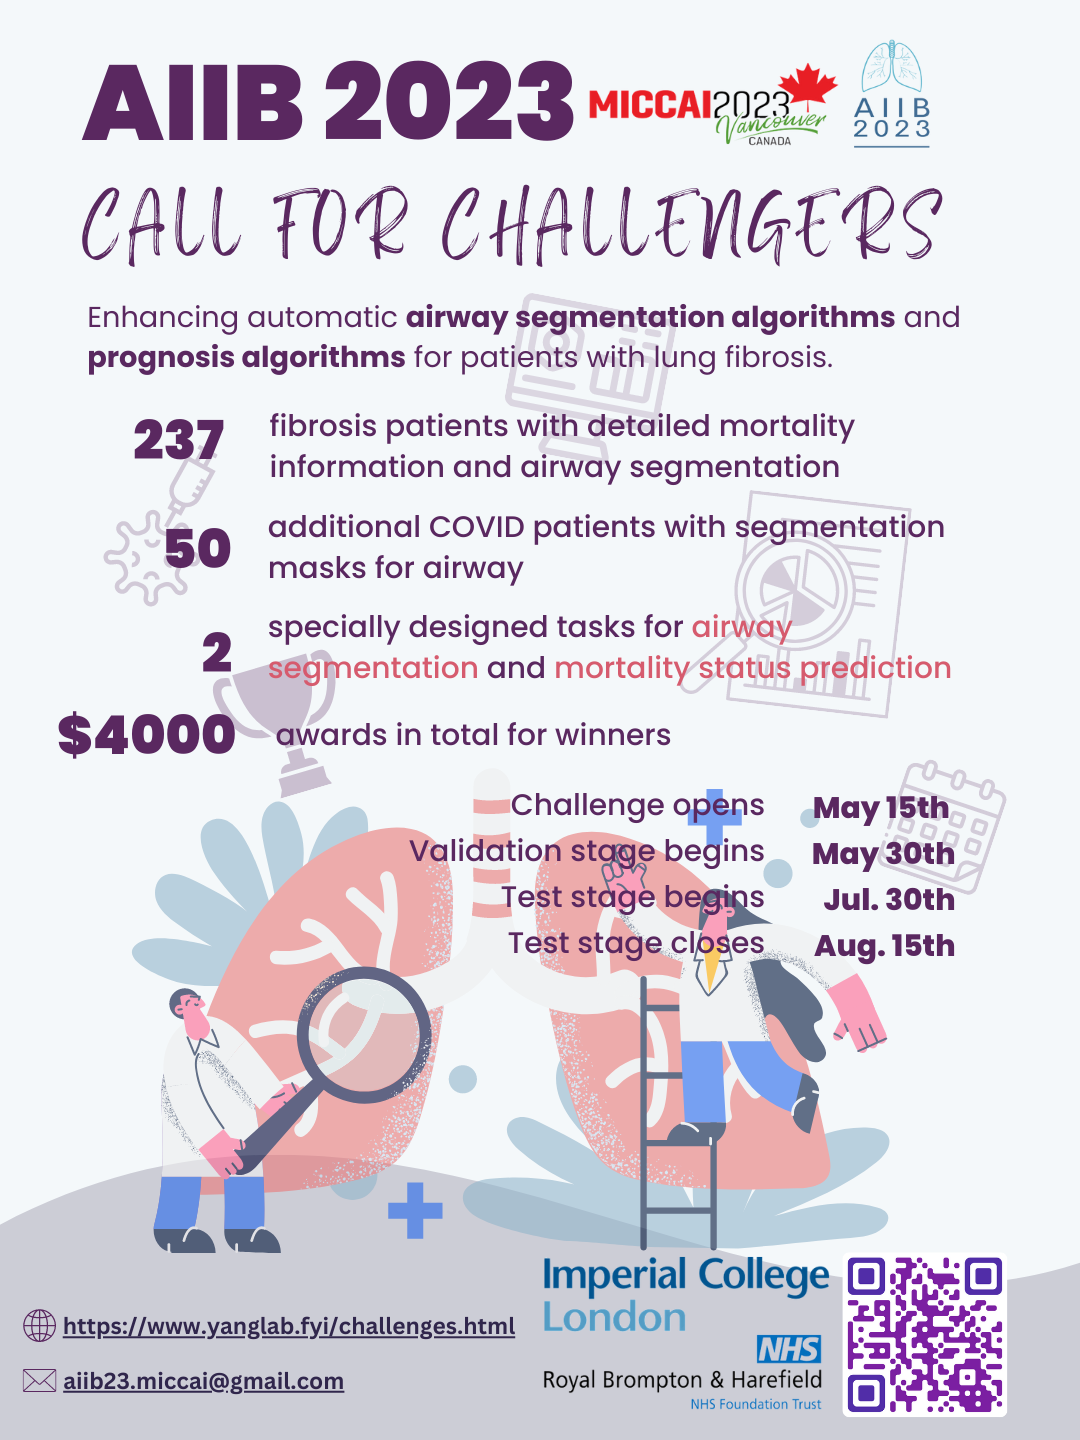 AIIB 2023
MICCAI2023
Vancouver
CANADA
AIIB
2023
CALL FOR CHALLENGERS
Enhancing automatic airway segmentation algorithms and
prognosis algorithms for patients with lung fibrosis.
237 fibrosis patients with detailed mortality
information and airway segmentation
50 additional COVID patients with segmentation
masks for airway
2 specially designed tasks for airway
segmentation and mortality status prediction
$4000 awards in total for winners
Challenge opens May 15th
Validation stage begins May 30th
Test stage begins Jul. 30th
Test stage closes Aug. 15th
https://www.yanglab.fyi/challenges.html
aiib23.miccai@gmail.com
Imperial College
London
NHS
Royal Brompton & Harefield
NHS Foundation Trust